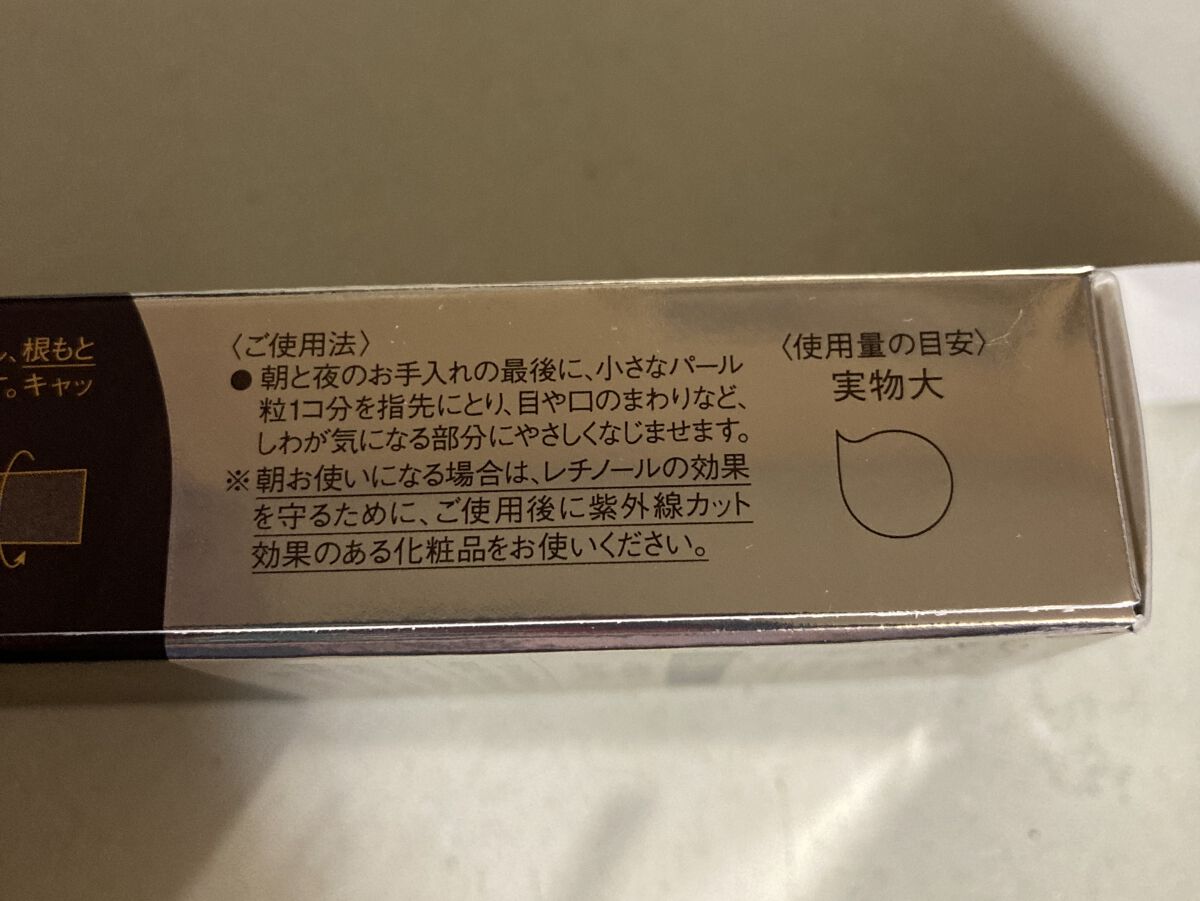 、根もと
。キャッ
〈ご使用法〉
●朝と夜のお手入れの最後に、小さなパール
粒1コ分を指先にとり、目や口のまわりなど、
しわが気になる部分にやさしくなじませます。
※朝お使いになる場合は、レチノールの効果
を守るために、ご使用後に紫外線カット
効果のある化粧品をお使いください。
〈使用量の目安〉
実物大